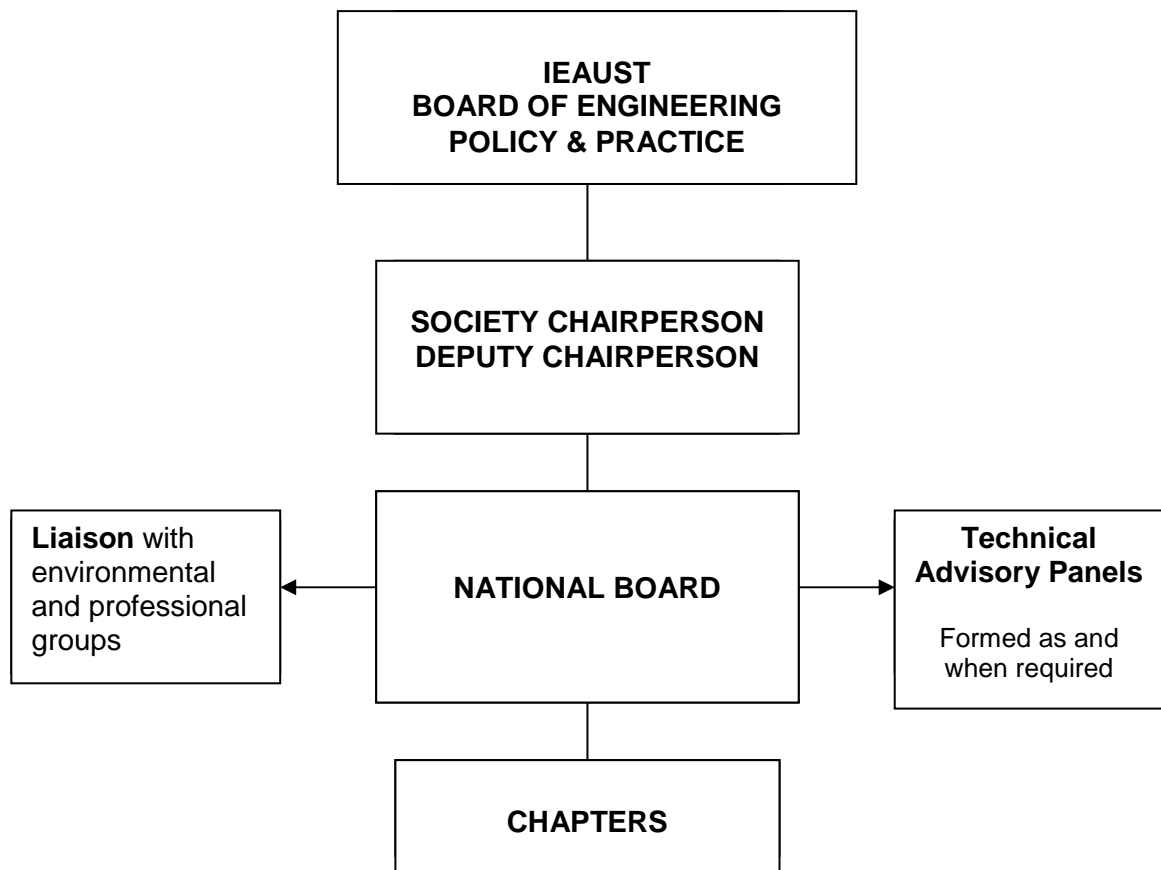 IEAUST
BOARD OF ENGINEERING
POLICY & PRACTICE
SOCIETY CHAIRPERSON
DEPUTY CHAIRPERSON
Liaison with
environmental
and professional
groups
NATIONAL BOARD
Technical
Advisory Panels
Formed as and
when required
CHAPTERS